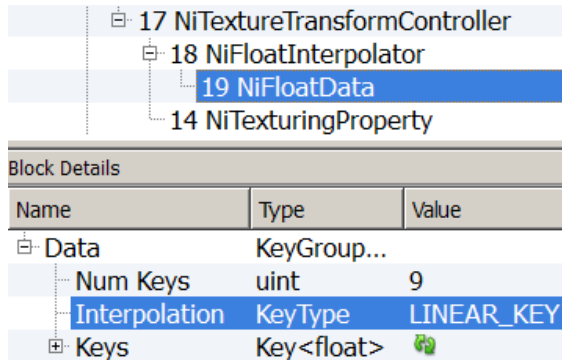 17 NiTextureTransformController
18 NiFloatInterpolator
19 NiFloatData
14 NiTexturingProperty
Block Details
Name Type Value
Data KeyGroup...
Num Keys uint 9
Interpolation KeyType LINEAR_KEY
Keys Key<float>